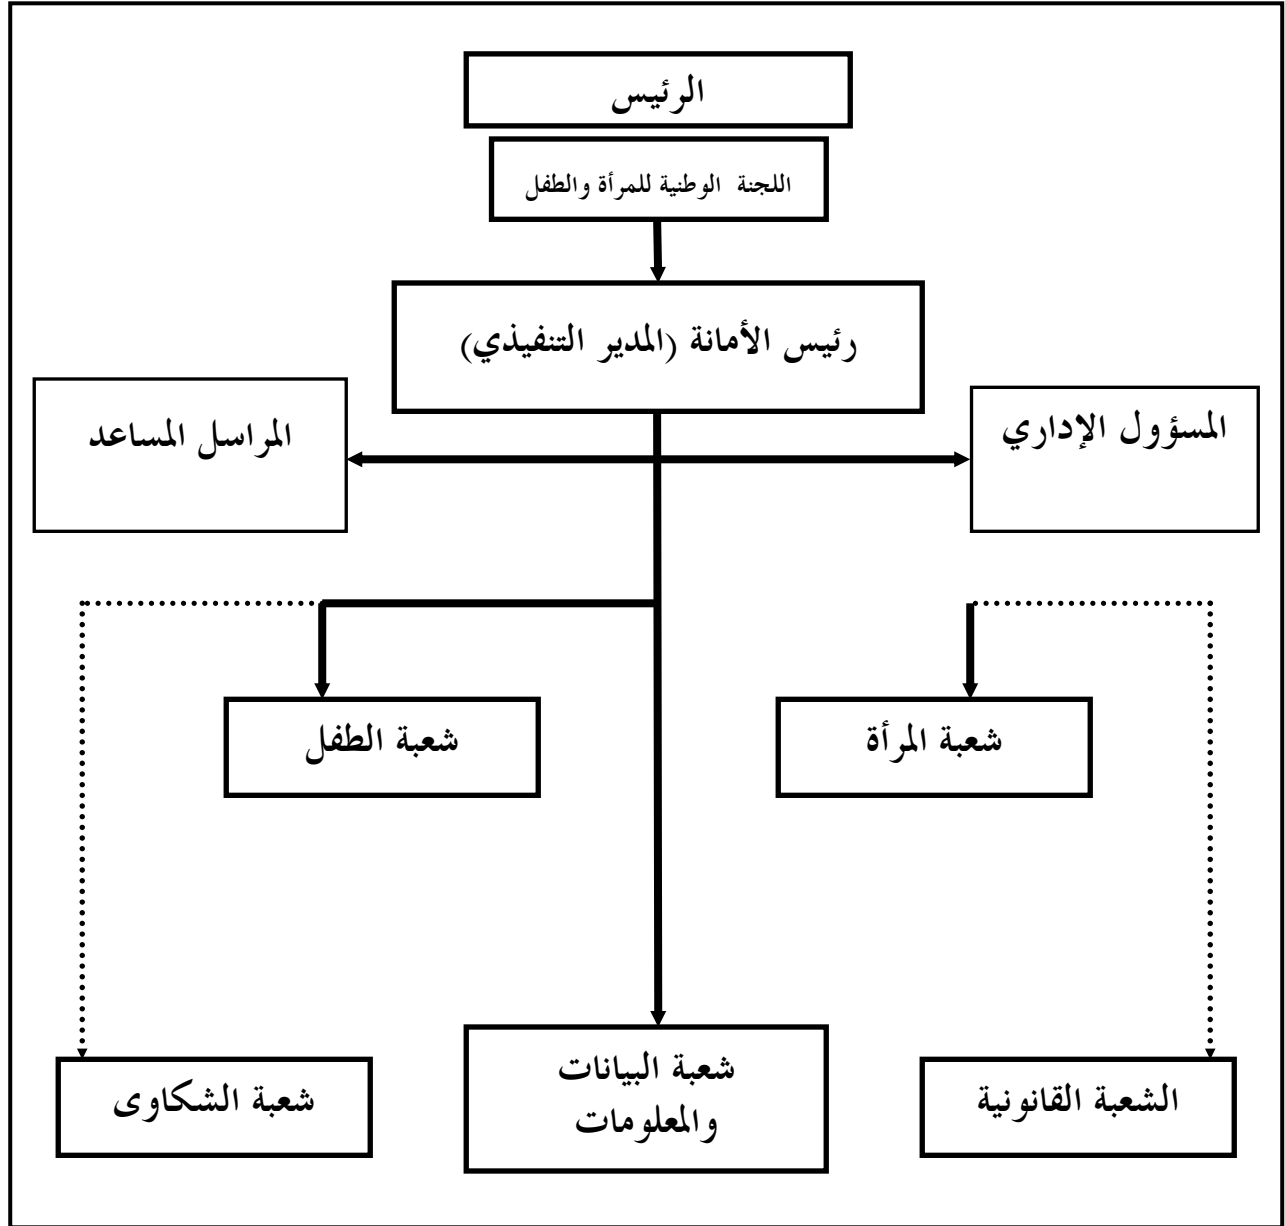 الرئيس
اللجنة الوطنية للمرأة والطفل
رئيس الأمانة (المدير التنفيذي)
المسؤول الإداري
المراسل المساعد
شعبة المرأة
شعبة الطفل
الشعبة القانونية
شعبة البيانات
والمعلومات
شعبة الشكاوى